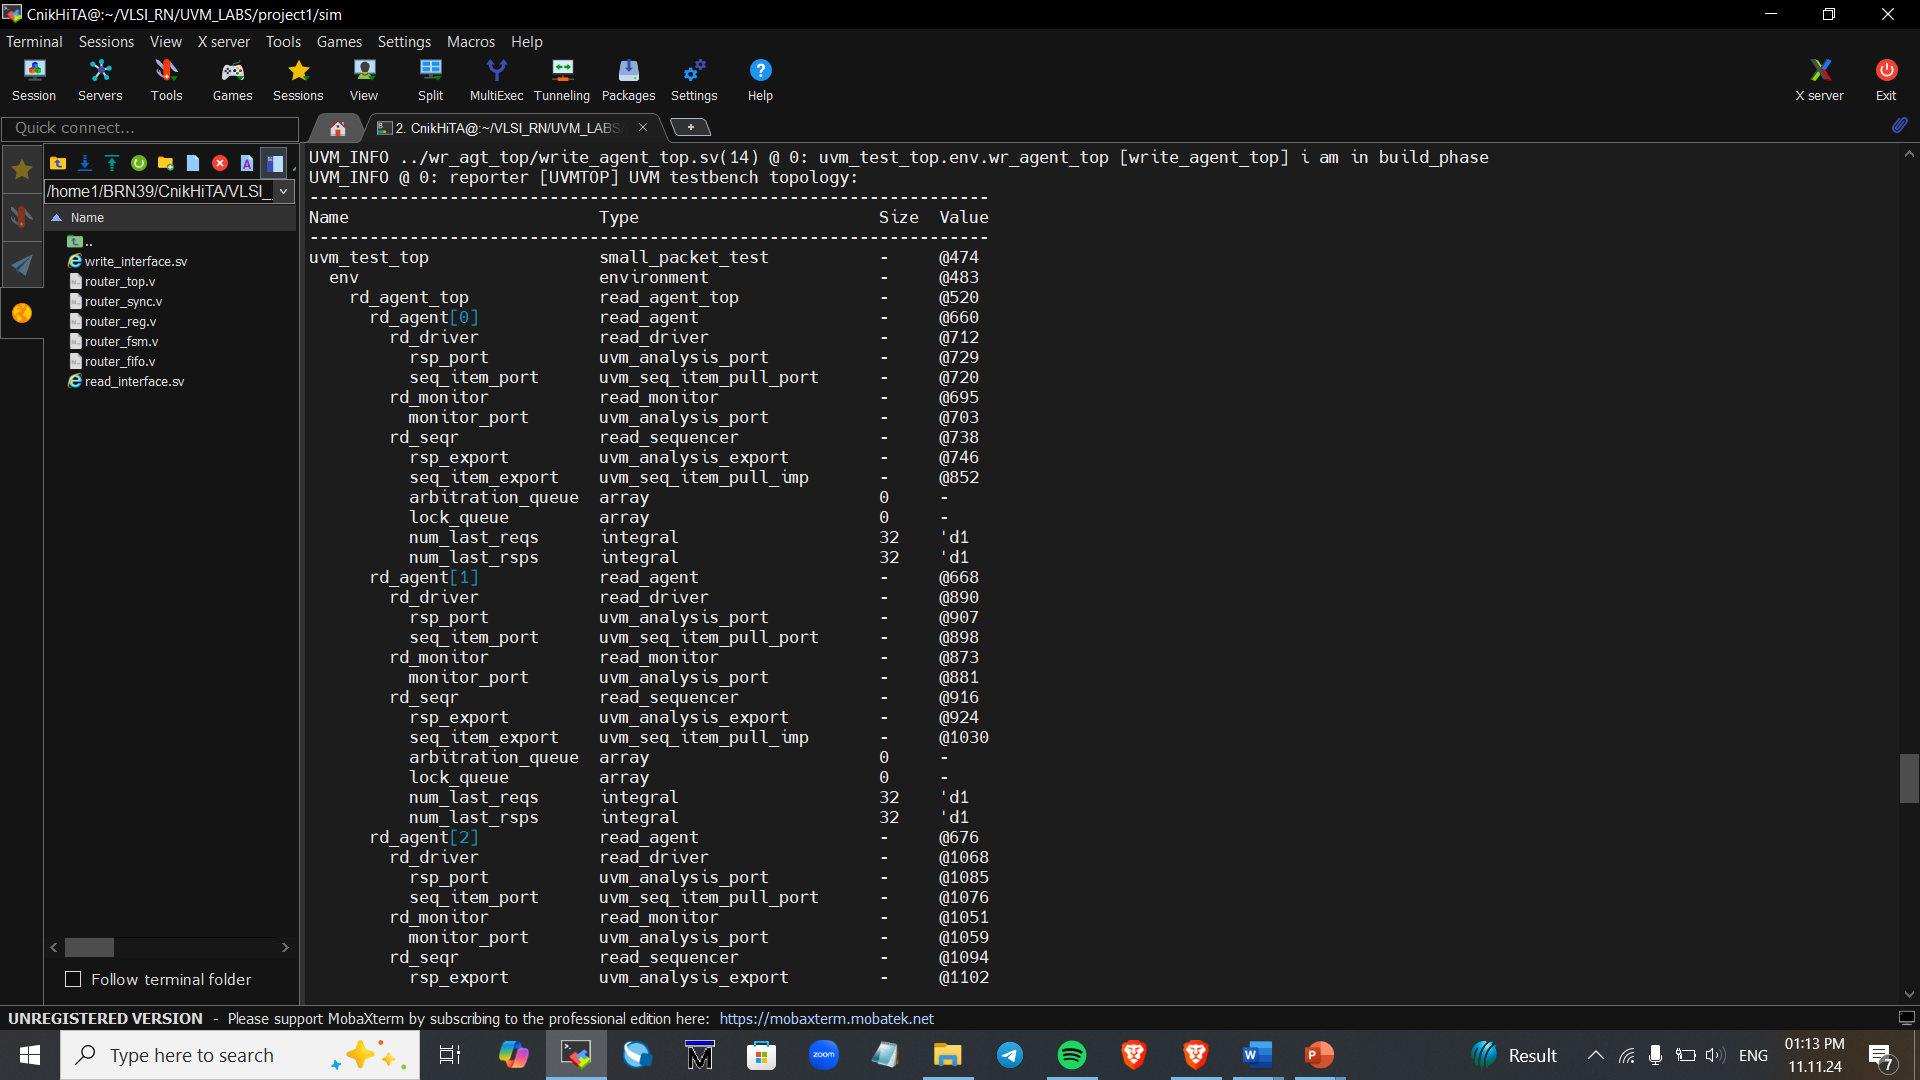 CnikHiTA@:~/VLSI_RN/UVM_LABS/project1/sim
Terminal Sessions View X server Tools Games Settings Macros Help
Session Servers Tools Games Sessions View Split MultiExec Tunneling Packages Settings Help X server Exit
Quick connect...
2. CnikHiTA@:~/VLSI_RN/UVM_LABS/
/home1/BRN39/CnikHiTA/VLSI_
Name
..
write_interface.sv
router_top.v
router_sync.v
router_reg.v
router_fsm.v
router_fifo.v
read_interface.sv
Follow terminal folder
UVM_INFO ../wr_agt_top/write_agent_top.sv(14) @ 0: uvm_test_top.env.wr_agent_top [write_agent_top] i am in build_phase
UVM_INFO @ 0: reporter [UVMTOP] UVM testbench topology:
--------------------------------------------------------------------
Name Type Size Value
--------------------------------------------------------------------
uvm_test_top small_packet_test - @474
env environment - @483
rd_agent_top read_agent_top - @520
rd_agent[0] read_agent - @660
rd_driver read_driver - @712
rsp_port uvm_analysis_port - @729
seq_item_port uvm_seq_item_pull_port - @720
rd_monitor read_monitor - @695
monitor_port uvm_analysis_port - @703
rd_seqr read_sequencer - @738
rsp_export uvm_analysis_export - @746
seq_item_export uvm_seq_item_pull_imp - @852
arbitration_queue array 0 -
lock_queue array 0 -
num_last_reqs integral 32 'd1
num_last_rsps integral 32 'd1
rd_agent[1] read_agent - @668
rd_driver read_driver - @890
rsp_port uvm_analysis_port - @907
seq_item_port uvm_seq_item_pull_port - @898
rd_monitor read_monitor - @873
monitor_port uvm_analysis_port - @881
rd_seqr read_sequencer - @916
rsp_export uvm_analysis_export - @924
seq_item_export uvm_seq_item_pull_imp - @1030
arbitration_queue array 0 -
lock_queue array 0 -
num_last_reqs integral 32 'd1
num_last_rsps integral 32 'd1
rd_agent[2] read_agent - @676
rd_driver read_driver - @1068
rsp_port uvm_analysis_port - @1085
seq_item_port uvm_seq_item_pull_port - @1076
rd_monitor read_monitor - @1051
monitor_port uvm_analysis_port - @1059
rd_seqr read_sequencer - @1094
rsp_export uvm_analysis_export - @1102
UNREGISTERED VERSION - Please support MobaXterm by subscribing to the professional edition here: https://mobaxterm.mobatek.net
Type here to search
zoom
Result
ENG
01:13 PM
11.11.24
7